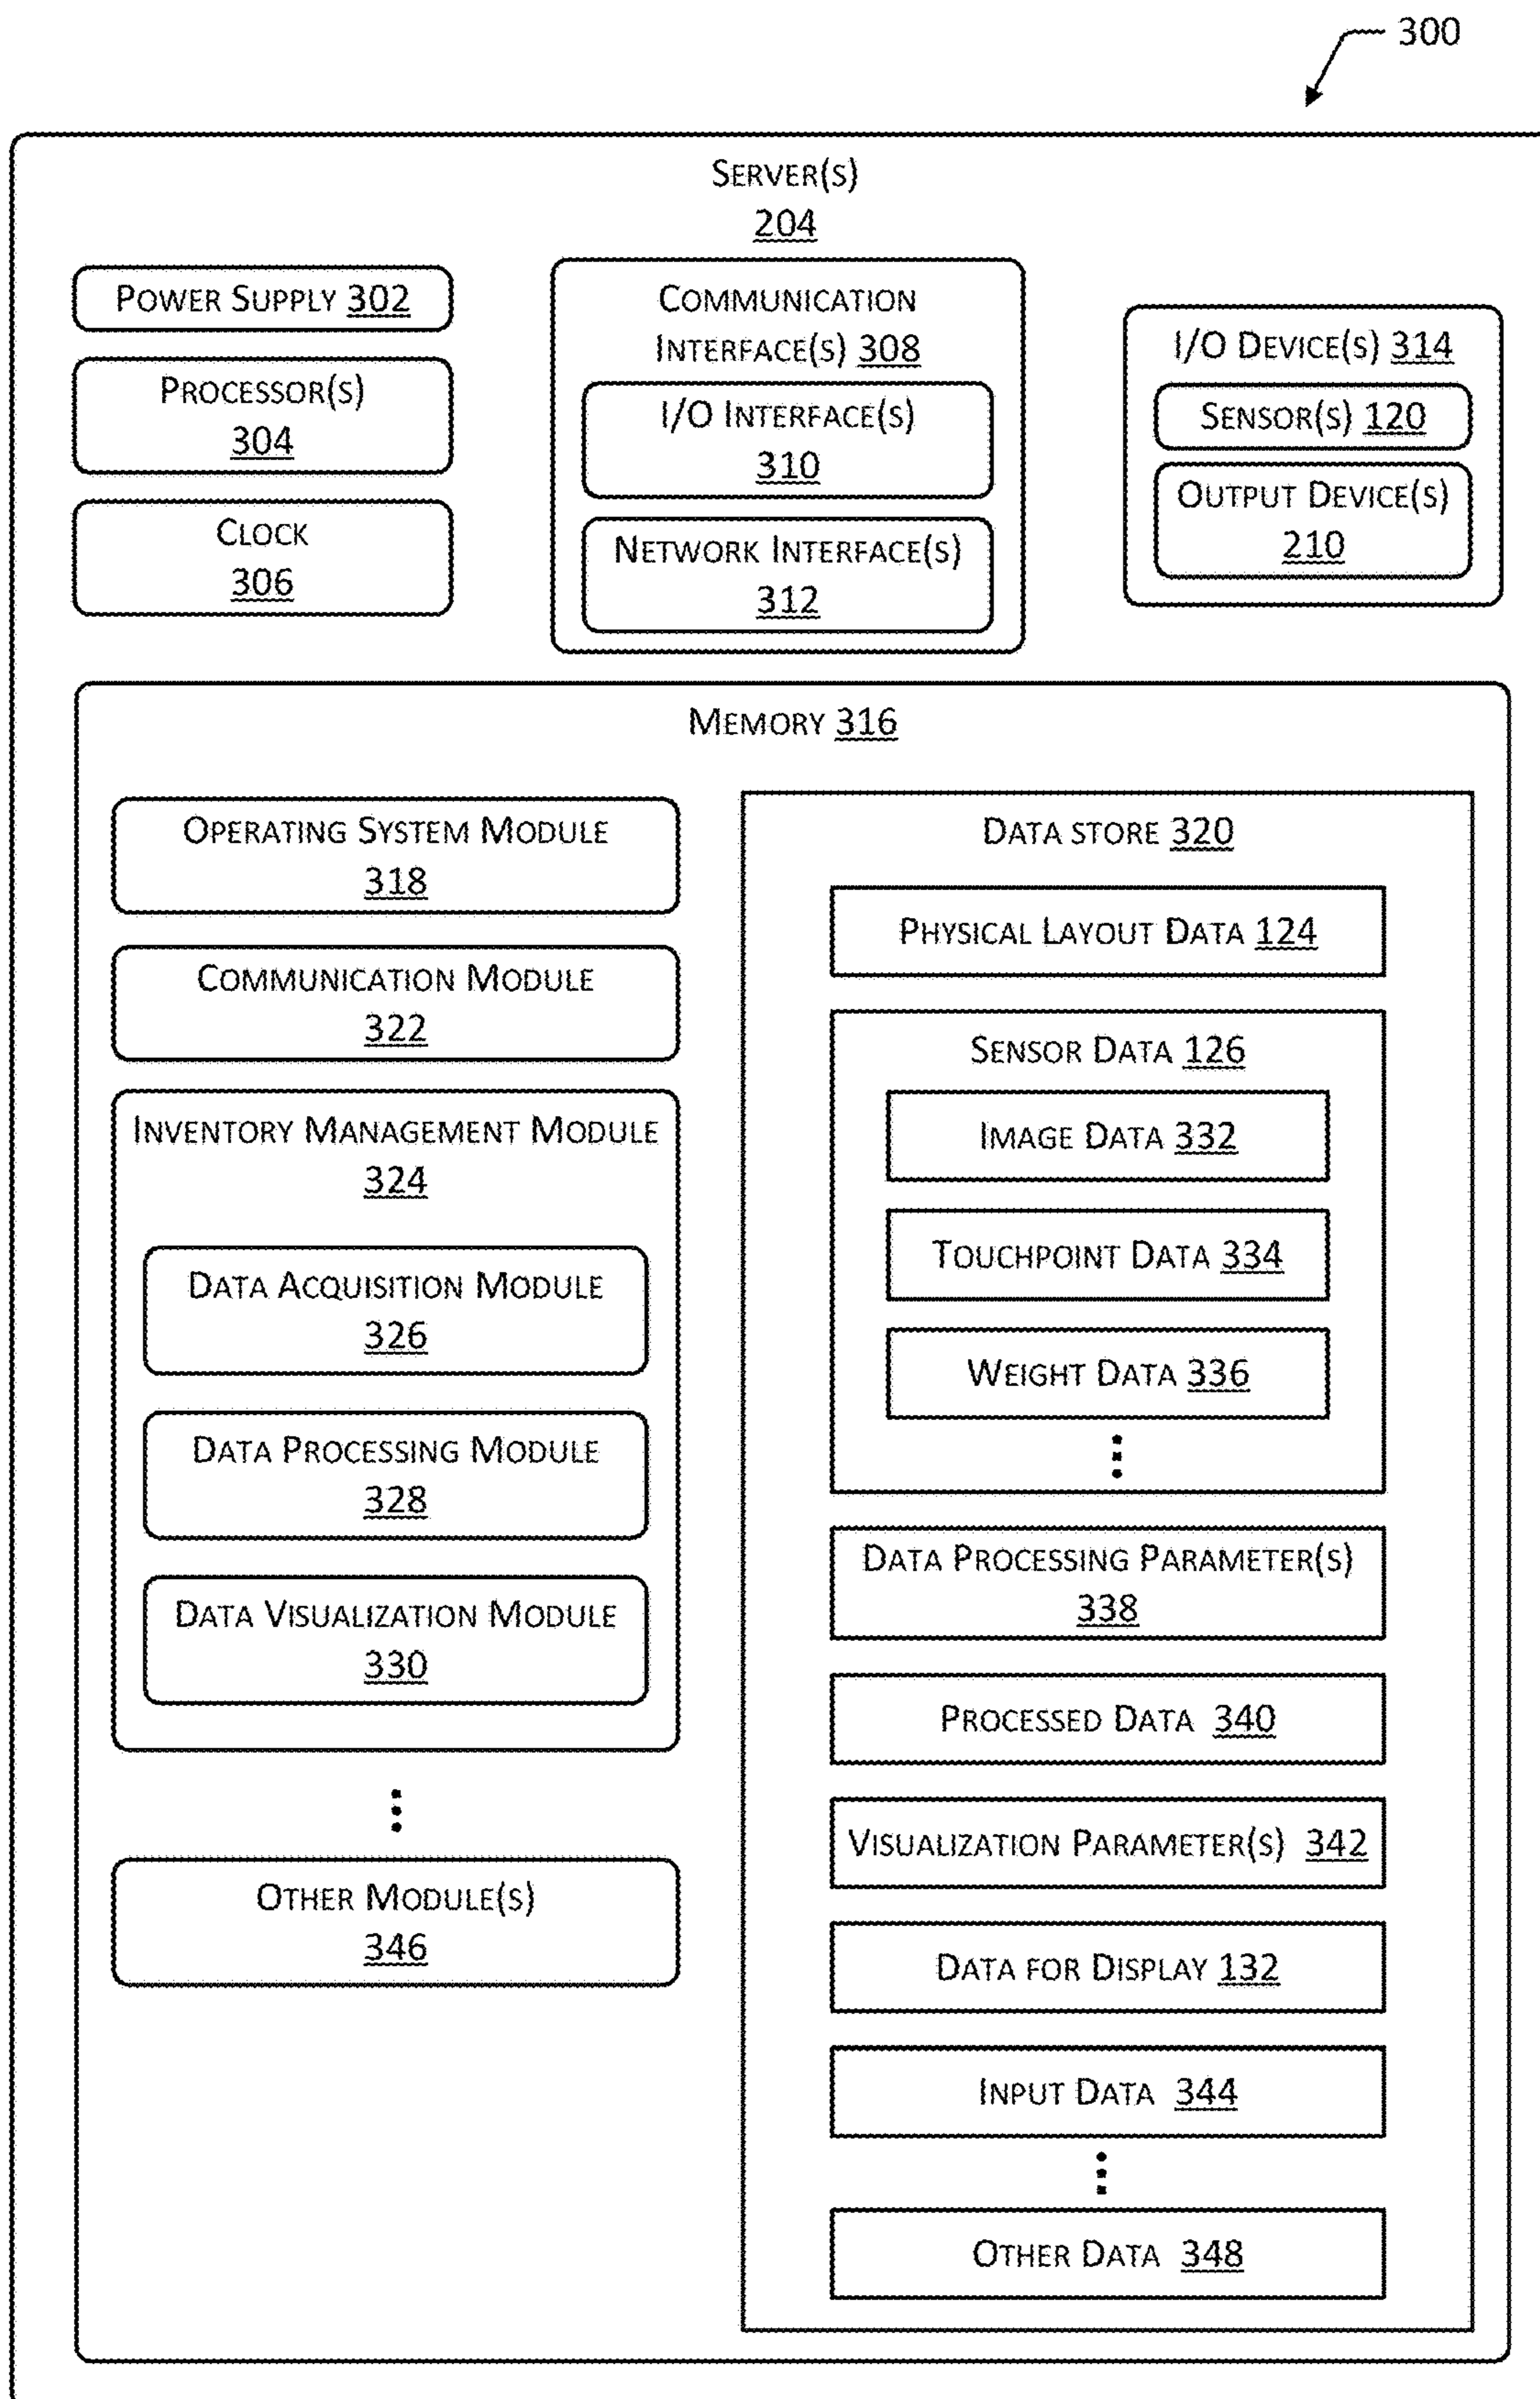 300
Server(s)
204
Power Supply 302
Processor(s)
304
Clock
306
Communication
Interface(s) 308
I/O Interface(s)
310
Network Interface(s)
312
I/O Device(s) 314
Sensor(s) 120
Output Device(s)
210
Memory 316
Operating System Module
318
Communication Module
322
Inventory Management Module
324
Data Acquisition Module
326
Data Processing Module
328
Data Visualization Module
330
Other Module(s)
346
Data store 320
Physical Layout Data 124
Sensor Data 126
Image Data 332
Touchpoint Data 334
Weight Data 336
Data Processing Parameter(s)
338
Processed Data 340
Visualization Parameter(s) 342
Data for Display 132
Input Data 344
Other Data 348